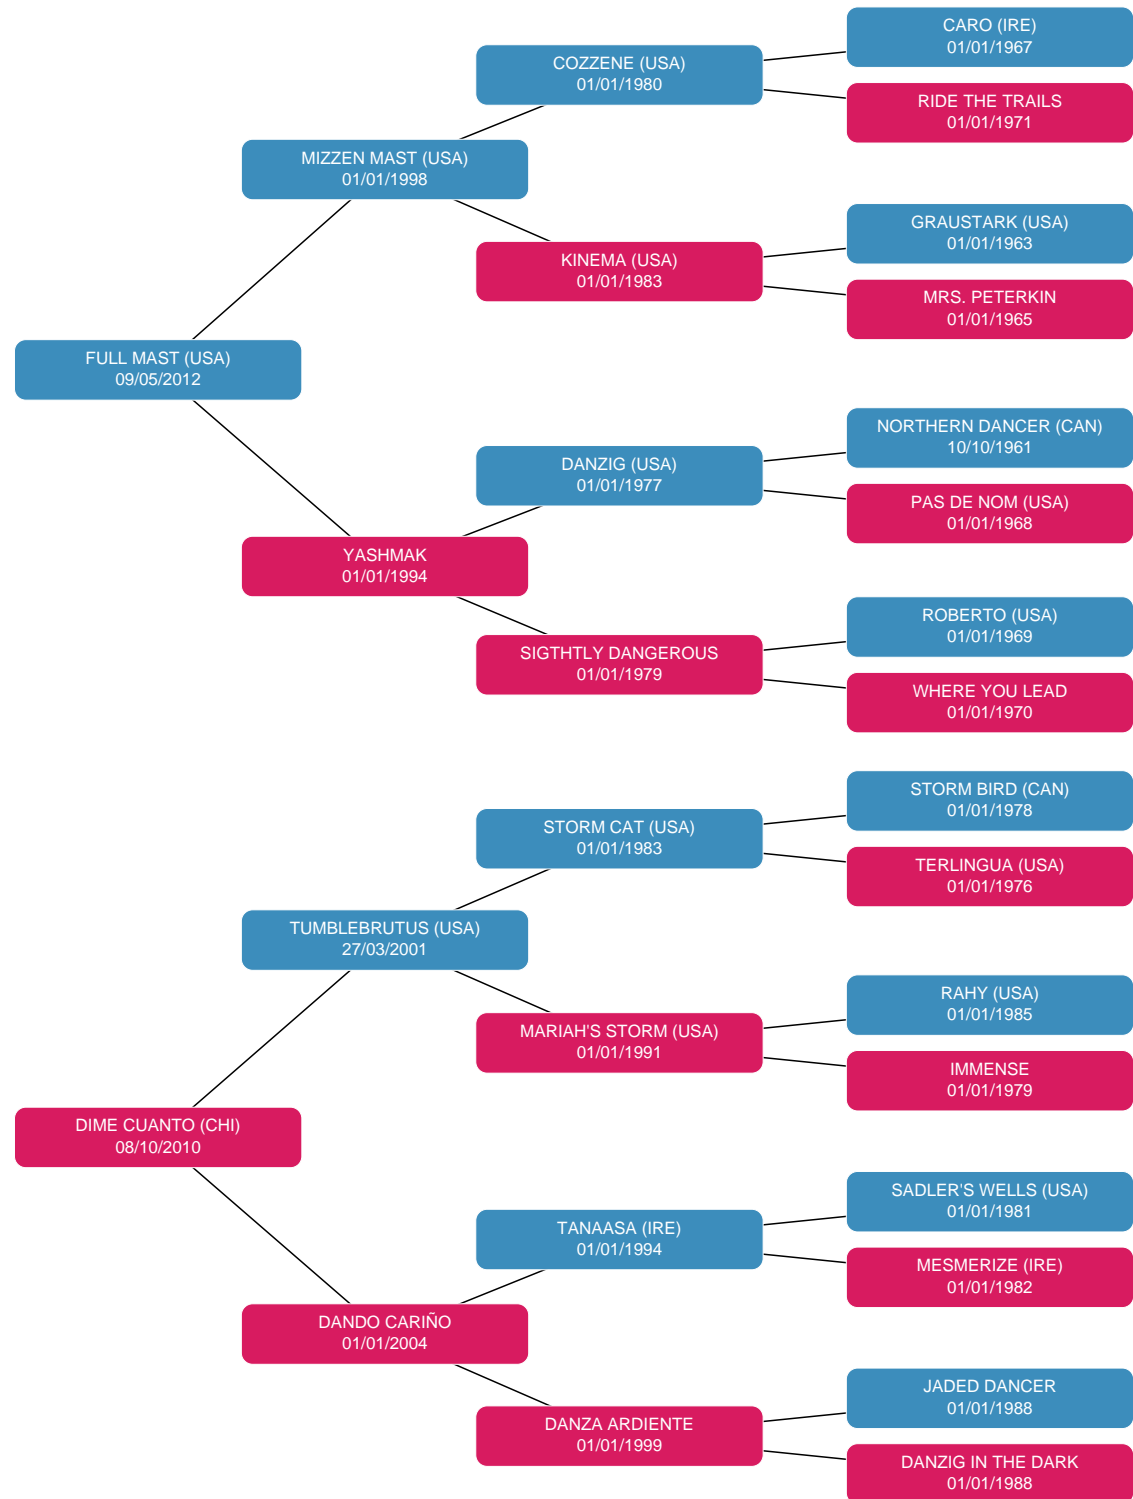 CARO (IRE)
01/01/1967
COZZENE (USA)
01/01/1980
RIDE THE TRAILS
01/01/1971
MIZZEN MAST (USA)
01/01/1998
GRAUSTARK (USA)
01/01/1963
KINEMA (USA)
01/01/1983
MRS. PETERKIN
01/01/1965
FULL MAST (USA)
09/05/2012
NORTHERN DANCER (CAN)
10/10/1961
DANZIG (USA)
01/01/1977
PAS DE NOM (USA)
01/01/1968
YASHMAK
01/01/1994
ROBERTO (USA)
01/01/1969
SIGTHTLY DANGEROUS
01/01/1979
WHERE YOU LEAD
01/01/1970
STORM BIRD (CAN)
01/01/1978
STORM CAT (USA)
01/01/1983
TERLINGUA (USA)
01/01/1976
TUMBLEBRUTUS (USA)
27/03/2001
RAHY (USA)
01/01/1985
MARIAH'S STORM (USA)
01/01/1991
IMMENSE
01/01/1979
DIME CUANTO (CHI)
08/10/2010
SADLER'S WELLS (USA)
01/01/1981
TANAASA (IRE)
01/01/1994
MESMERIZE (IRE)
01/01/1982
DANDO CARIÑO
01/01/2004
JADED DANCER
01/01/1988
DANZA ARDIENTE
01/01/1999
DANZIG IN THE DARK
01/01/1988